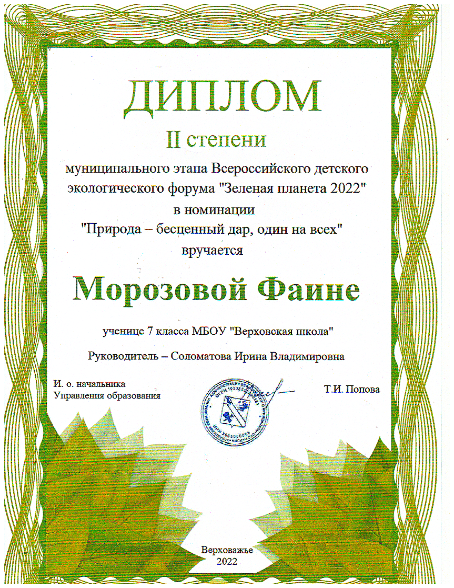 ДИПЛОМ
II степени
муниципального этапа Всероссийского детского
экологического форума "Зеленая планета 2022"
в номинации
"Природа – бесценный дар, один на всех"
вручается
Морозовой Фаине
ученице 7 класса МБОУ "Верховская школа"
Руководитель – Соломатова Ирина Владимировна
И. о. начальника
Управления образования
Т.И. Попова
Верховажье
2022